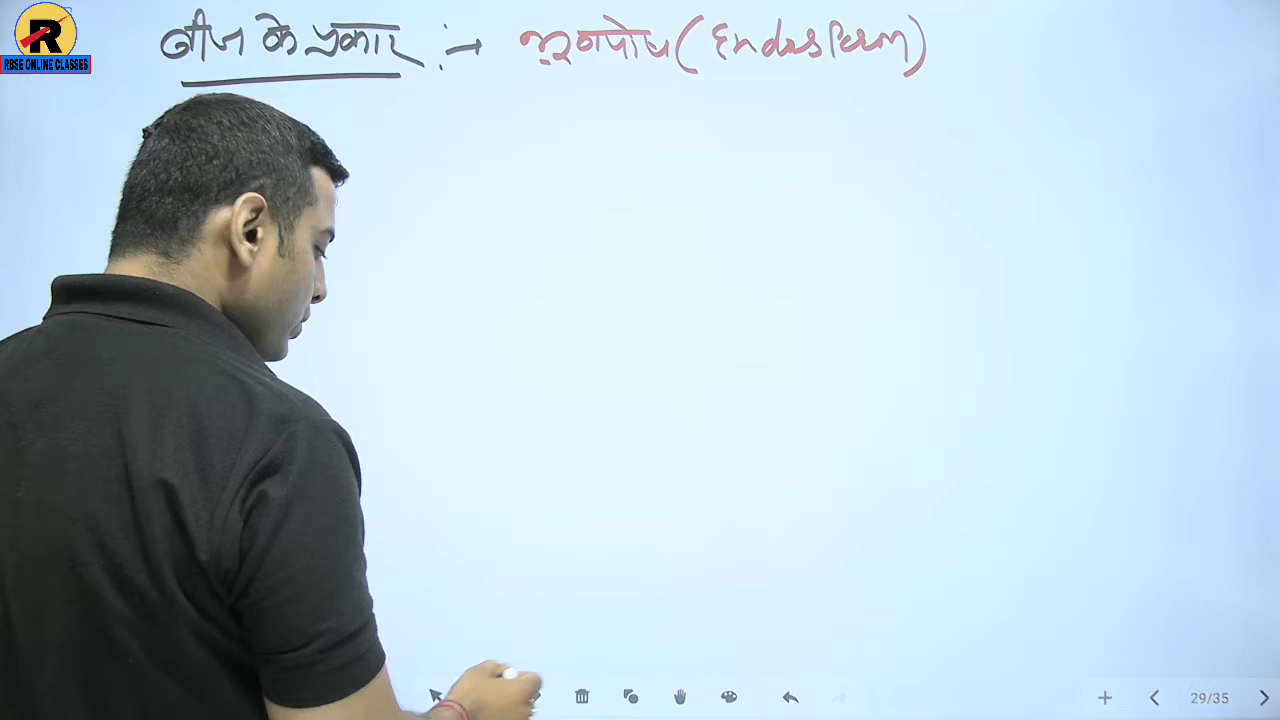 R
RBSE ONLINE CLASSES
बीज के प्रकार :→ भ्रूणपोष (Endosperm)
29/35